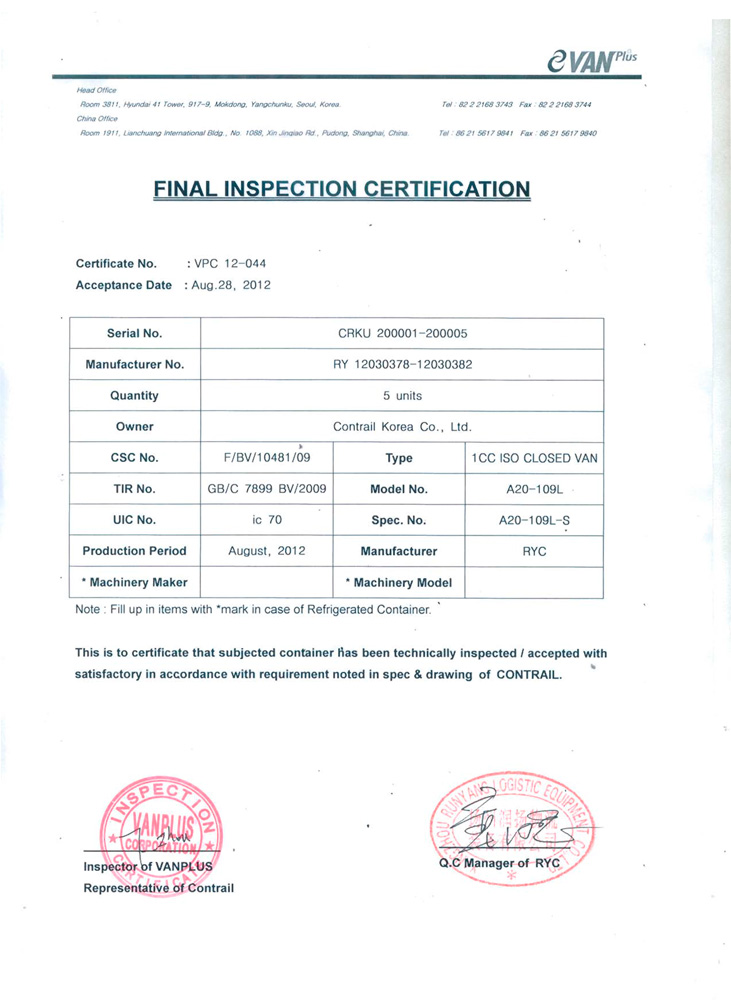 VAN Plus
Head Office
Room 3811, Hyundai 41 Tower, 917-9, Mokdong, Yangchunku, Seoul, Korea. Tel : 82 2 2168 3743 Fax : 82 2 2168 3744
China Office
Room 1911, Lianchuang International Bldg., No. 1088, Xin Jinqiao Rd., Pudong, Shanghai, China. Tel : 86 21 5617 9841 Fax : 86 21 5617 9840
FINAL INSPECTION CERTIFICATION
Certificate No. : VPC 12-044
Acceptance Date : Aug.28, 2012
Serial No. CRKU 200001-200005
Manufacturer No. RY 12030378-12030382
Quantity 5 units
Owner Contrail Korea Co., Ltd.
CSC No. F/BV/10481/09 Type 1CC ISO CLOSED VAN
TIR No. GB/C 7899 BV/2009 Model No. A20-109L
UIC No. ic 70 Spec. No. A20-109L-S
Production Period August, 2012 Manufacturer RYC
* Machinery Maker * Machinery Model
Note : Fill up in items with *mark in case of Refrigerated Container.
This is to certificate that subjected container has been technically inspected / accepted with
satisfactory in accordance with requirement noted in spec & drawing of CONTRAIL.
INSPECTION
VANPLUS
CORPORATION
RUNYANG LOGISTIC EQUIPMENT CO LTD
Inspector of VANPLUS
Representative of Contrail
Q.C Manager of RYC